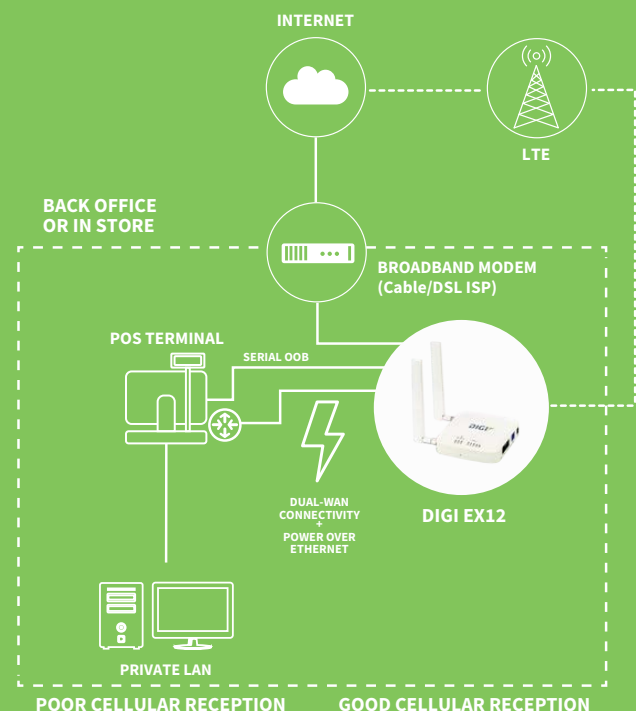 INTERNET
LTE
BACK OFFICE
OR IN STORE
BROADBAND MODEM
(Cable/DSL ISP)
POS TERMINAL
SERIAL OOB
DIGI
DUAL-WAN
CONNECTIVITY
+
POWER OVER
ETHERNET
DIGI EX12
PRIVATE LAN
POOR CELLULAR RECEPTION
GOOD CELLULAR RECEPTION